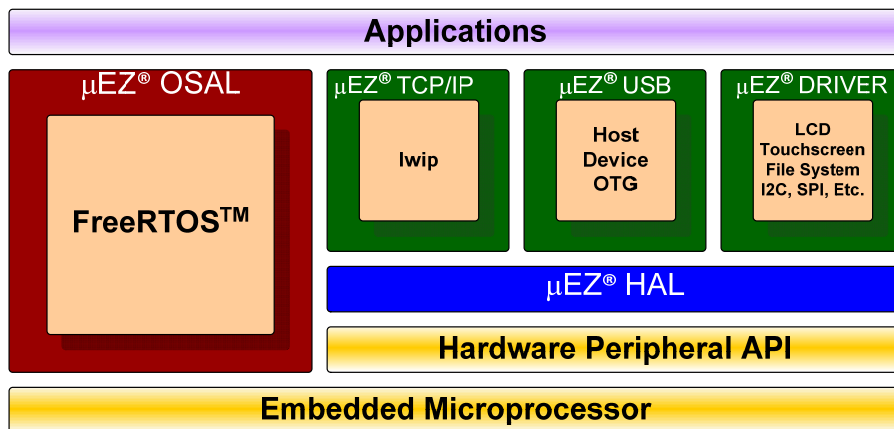 Applications
µEZ® OSAL
FreeRTOS™
µEZ® TCP/IP
lwip
µEZ® USB
Host
Device
OTG
µEZ® DRIVER
LCD
Touchscreen
File System
I2C, SPI, Etc.
µEZ® HAL
Hardware Peripheral API
Embedded Microprocessor